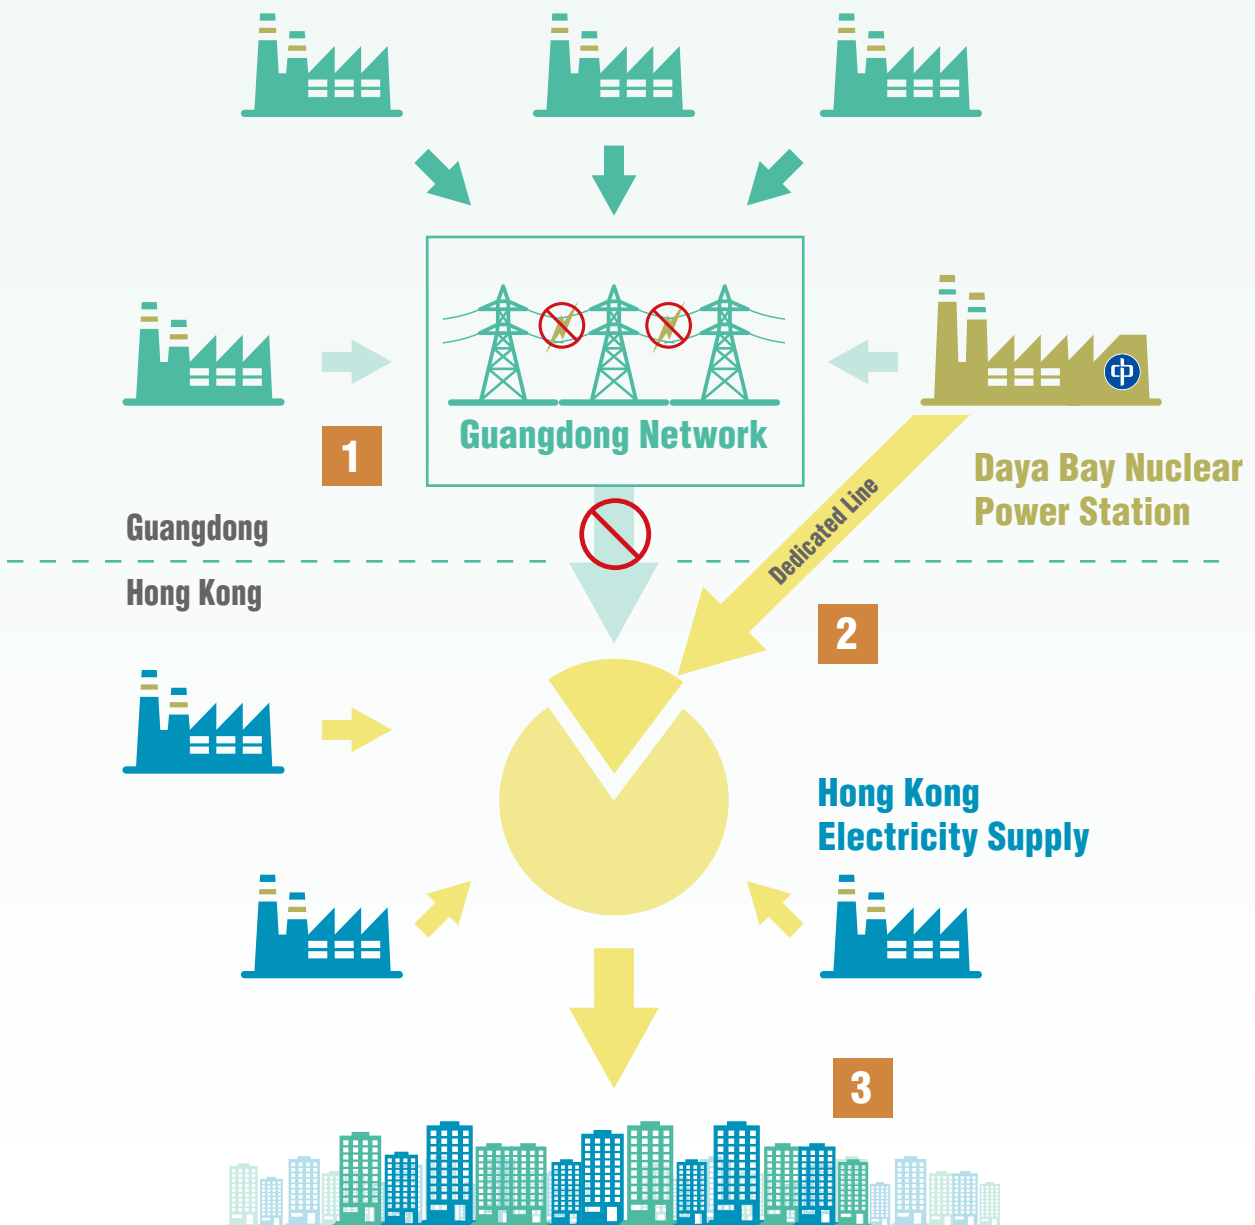 Guangdong Network
1
Daya Bay Nuclear
Power Station
Dedicated Line
Guangdong
Hong Kong
2
Hong Kong
Electricity Supply
3